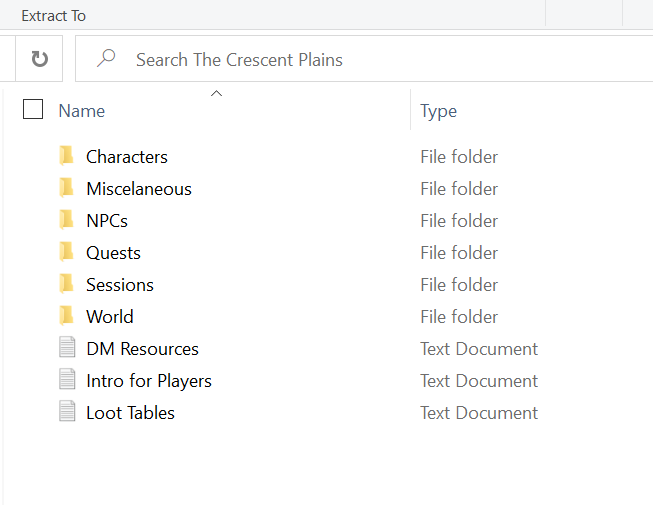 Extract To
Search The Crescent Plains
Name Type
Characters File folder
Miscelaneous File folder
NPCs File folder
Quests File folder
Sessions File folder
World File folder
DM Resources Text Document
Intro for Players Text Document
Loot Tables Text Document